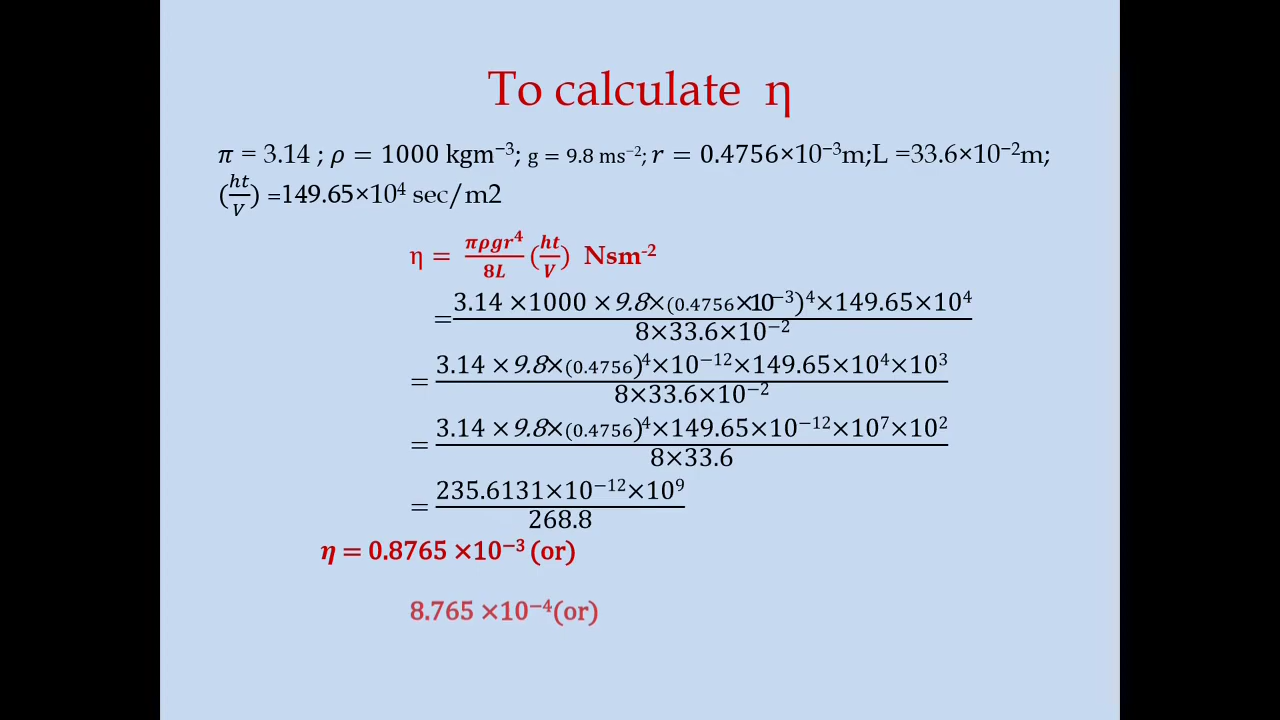 To calculate η
π = 3.14 ; ρ = 1000 kgm⁻³; g = 9.8 ms⁻²; r = 0.4756×10⁻³m;L =33.6×10⁻²m;
(ht/V) =149.65×10⁴ sec/m2
η = πρgr⁴/8L (ht/V) Nsm⁻²
= 3.14 ×1000 ×9.8×(0.4756×10⁻³)⁴×149.65×10⁴ / 8×33.6×10⁻²
= 3.14 ×9.8×(0.4756)⁴×10⁻¹²×149.65×10⁴×10³ / 8×33.6×10⁻²
= 3.14 ×9.8×(0.4756)⁴×149.65×10⁻¹²×10⁷×10² / 8×33.6
= 235.6131×10⁻¹²×10⁹ / 268.8
η = 0.8765 ×10⁻³ (or)
8.765 ×10⁻⁴(or)